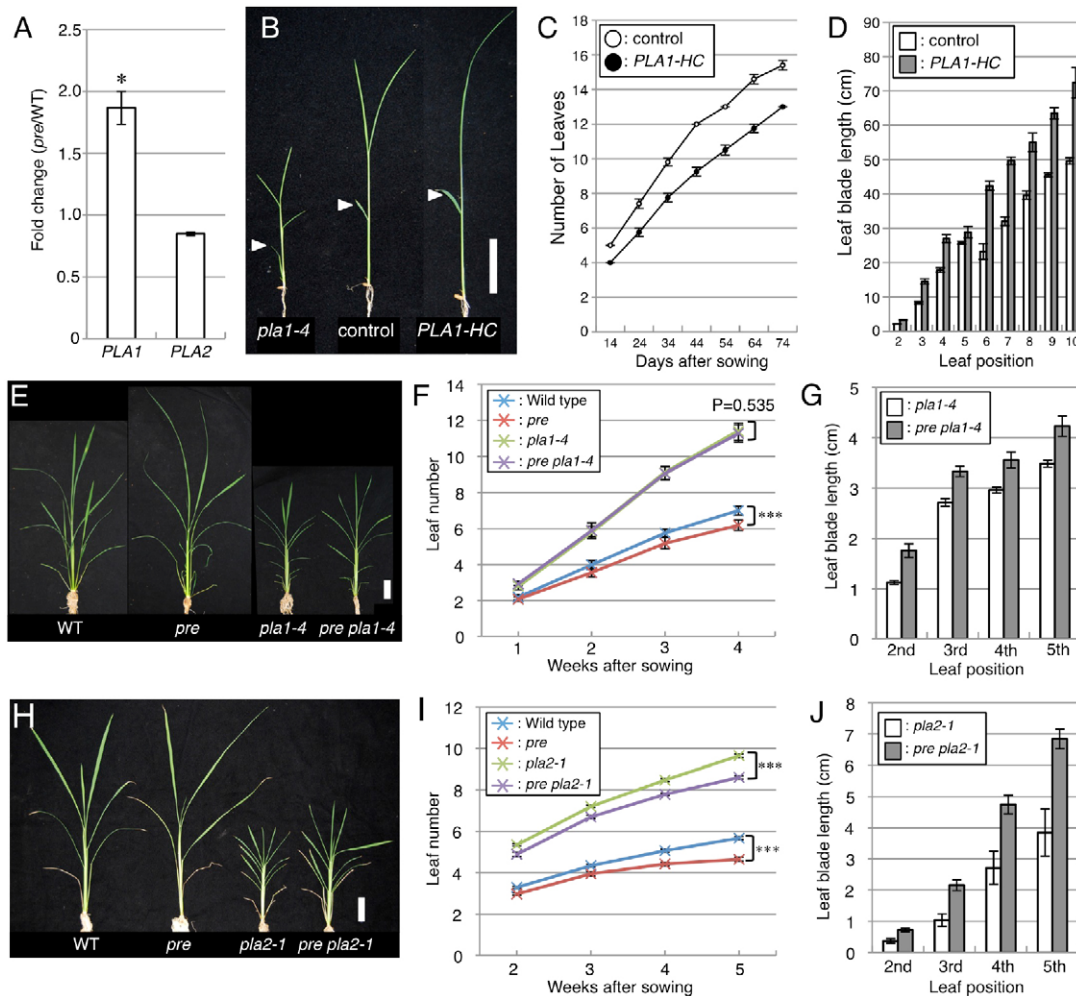 A
2.5
2.0
1.5
1.0
0.5
0
Fold change (pre/WT)
*
PLA1
PLA2
B
pla1-4
control
PLA1-HC
C
18
16
14
12
10
8
6
4
2
0
Number of Leaves
: control
: PLA1-HC
14 24 34 44 54 64 74
Days after sowing
D
90
80
70
60
50
40
30
20
10
0
Leaf blade length (cm)
: control
: PLA1-HC
2 3 4 5 6 7 8 9 10
Leaf position
E
WT
pre
pla1-4
pre pla1-4
F
14
12
10
8
6
4
2
0
Leaf number
: Wild type
: pre
: pla1-4
: pre pla1-4
P=0.535
***
1 2 3 4
Weeks after sowing
G
5
4
3
2
1
0
Leaf blade length (cm)
: pla1-4
: pre pla1-4
2nd 3rd 4th 5th
Leaf position
H
WT
pre
pla2-1
pre pla2-1
I
12
10
8
6
4
2
0
Leaf number
: Wild type
: pre
: pla2-1
: pre pla2-1
***
***
2 3 4 5
Weeks after sowing
J
8
7
6
5
4
3
2
1
0
Leaf blade length (cm)
: pla2-1
: pre pla2-1
2nd 3rd 4th 5th
Leaf position